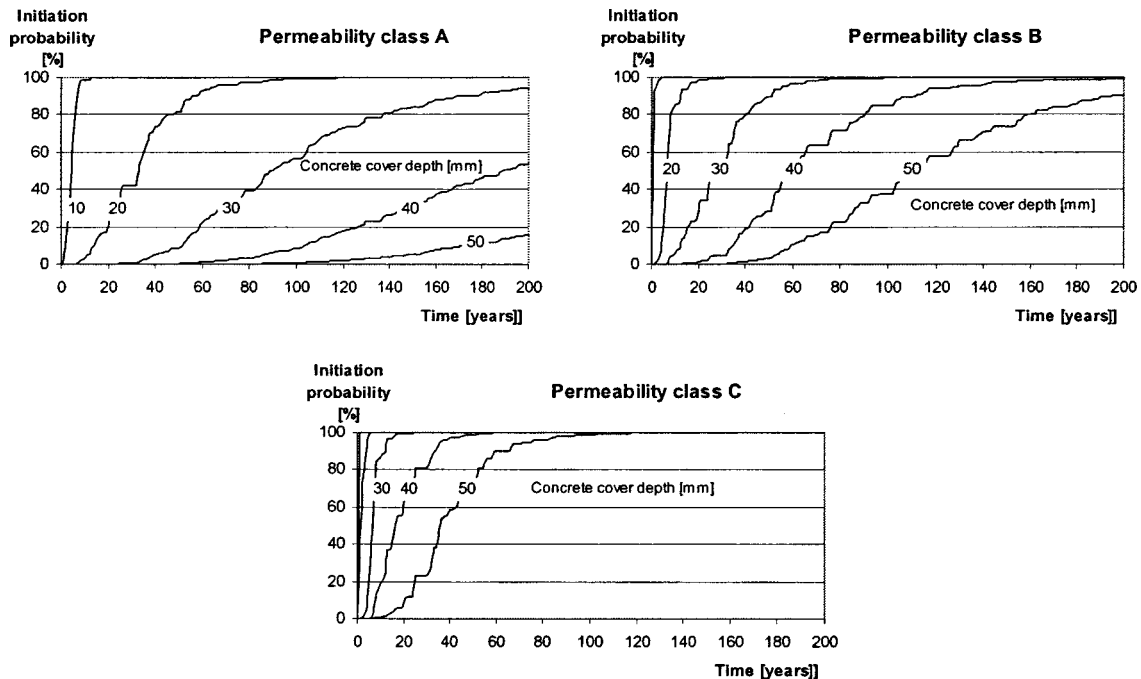 Initiation
probability
[%]
Permeability class A
100
80
60
40
20
0
Concrete cover depth [mm]
10
20
30
40
50
0 20 40 60 80 100 120 140 160 180 200
Time [years]]
Initiation
probability
[%]
Permeability class B
100
80
60
40
20
0
20
30
40
50
Concrete cover depth [mm]
0 20 40 60 80 100 120 140 160 180 200
Time [years]]
Initiation
probability
[%]
Permeability class C
100
80
60
40
20
0
30
40
50
Concrete cover depth [mm]
0 20 40 60 80 100 120 140 160 180 200
Time [years]]